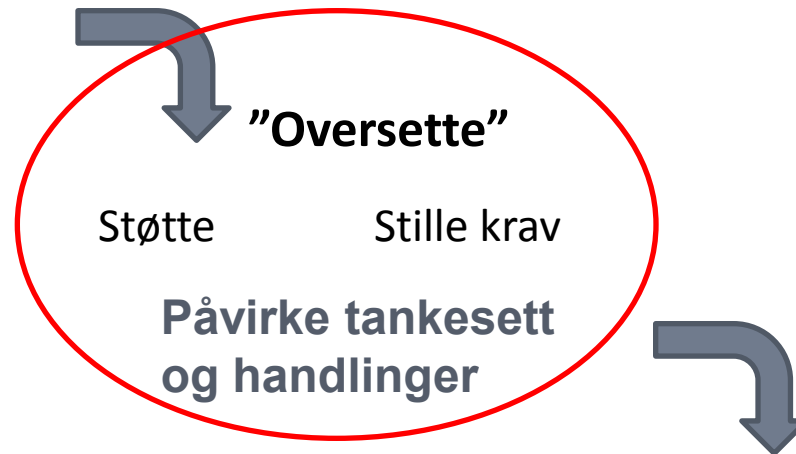 ”Oversette”
Støtte Stille krav
Påvirke tankesett
og handlinger